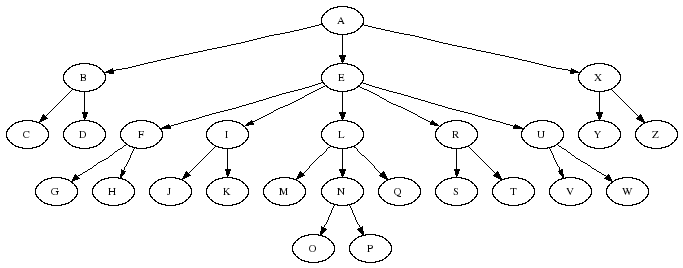 A
B E X
C D F I L R U Y Z
G H J K M N Q S T V W
O P